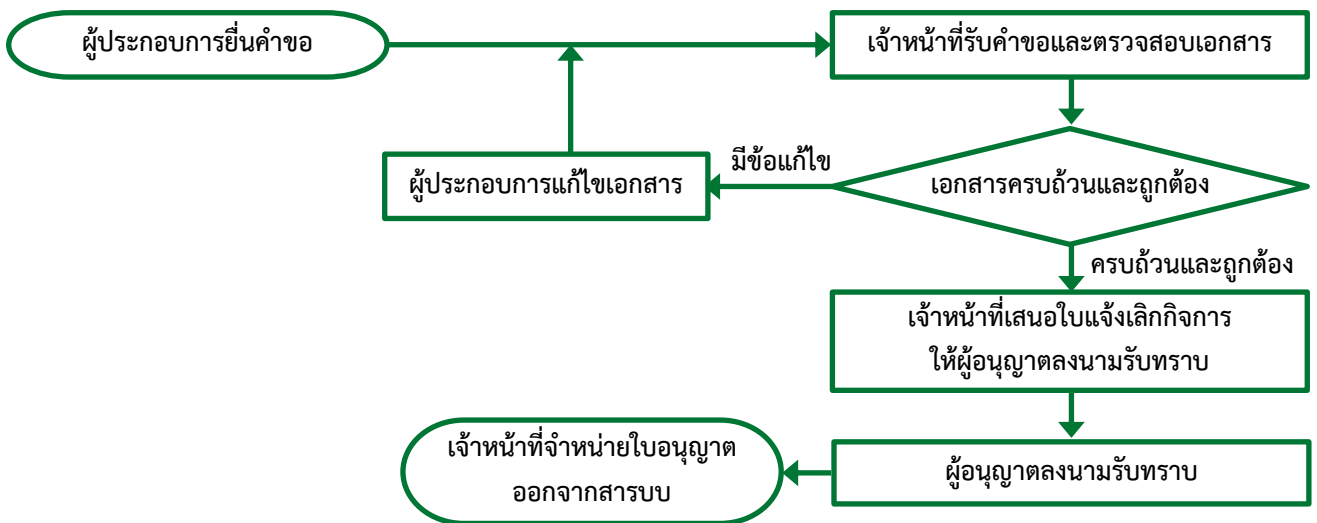 ผู้ประกอบการยื่นคำขอ
เจ้าหน้าที่รับคำขอและตรวจสอบเอกสาร
มีข้อแก้ไข
ผู้ประกอบการแก้ไขเอกสาร
เอกสารครบถ้วนและถูกต้อง
ครบถ้วนและถูกต้อง
เจ้าหน้าที่เสนอใบแจ้งเลิกกิจการ
ให้ผู้อนุญาตลงนามรับทราบ
เจ้าหน้าที่จำหน่ายใบอนุญาต
ออกจากสารบบ
ผู้อนุญาตลงนามรับทราบ